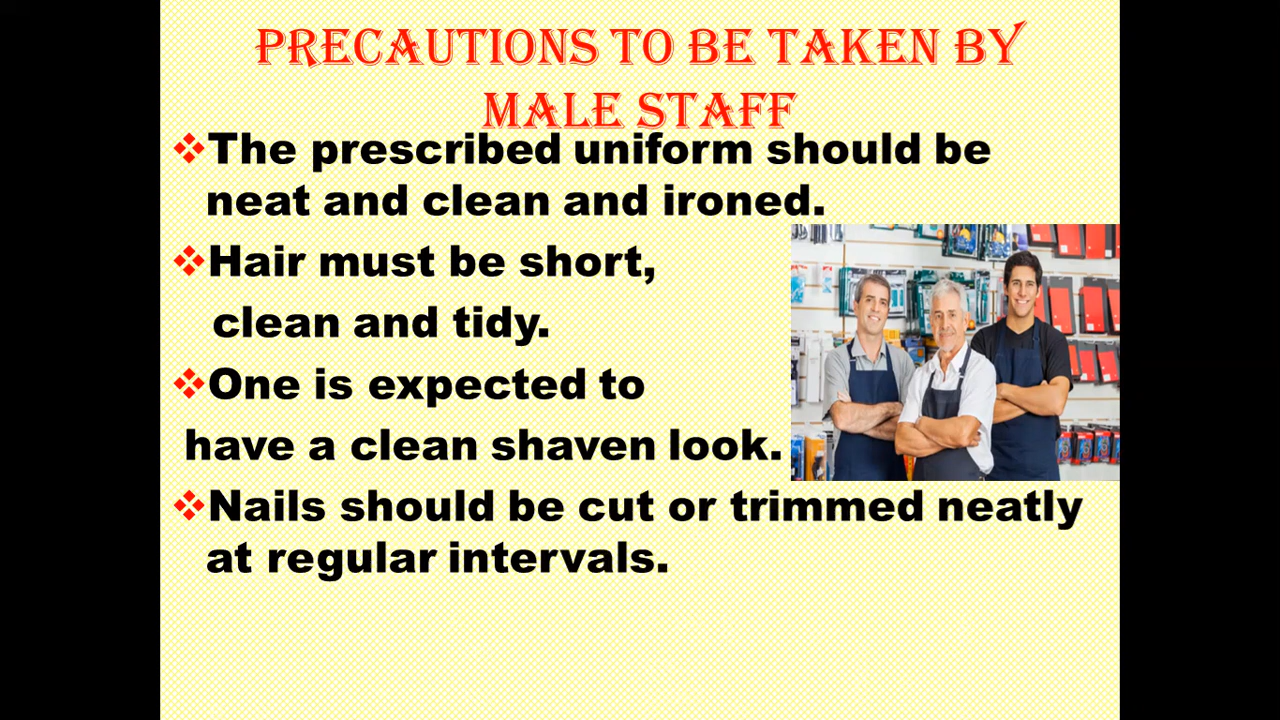 PRECAUTIONS TO BE TAKEN BY
MALE STAFF
❖The prescribed uniform should be
neat and clean and ironed.
❖Hair must be short,
clean and tidy.
❖One is expected to
have a clean shaven look.
❖Nails should be cut or trimmed neatly
at regular intervals.